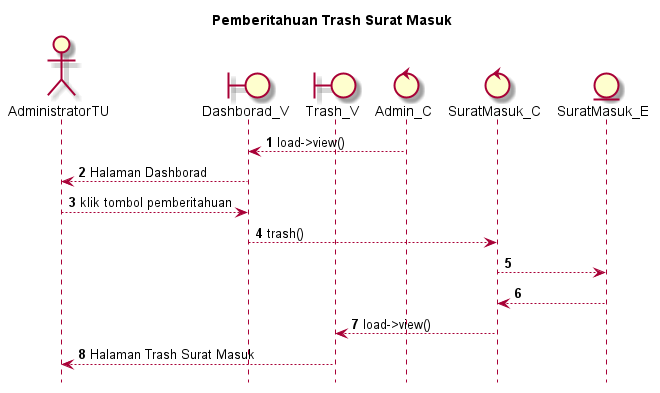 Pemberitahuan Trash Surat Masuk
AdministratorTU
Dashborad_V
Trash_V
Admin_C
SuratMasuk_C
SuratMasuk_E
1 load->view()
2 Halaman Dashborad
3 klik tombol pemberitahuan
4 trash()
5
6
7 load->view()
8 Halaman Trash Surat Masuk